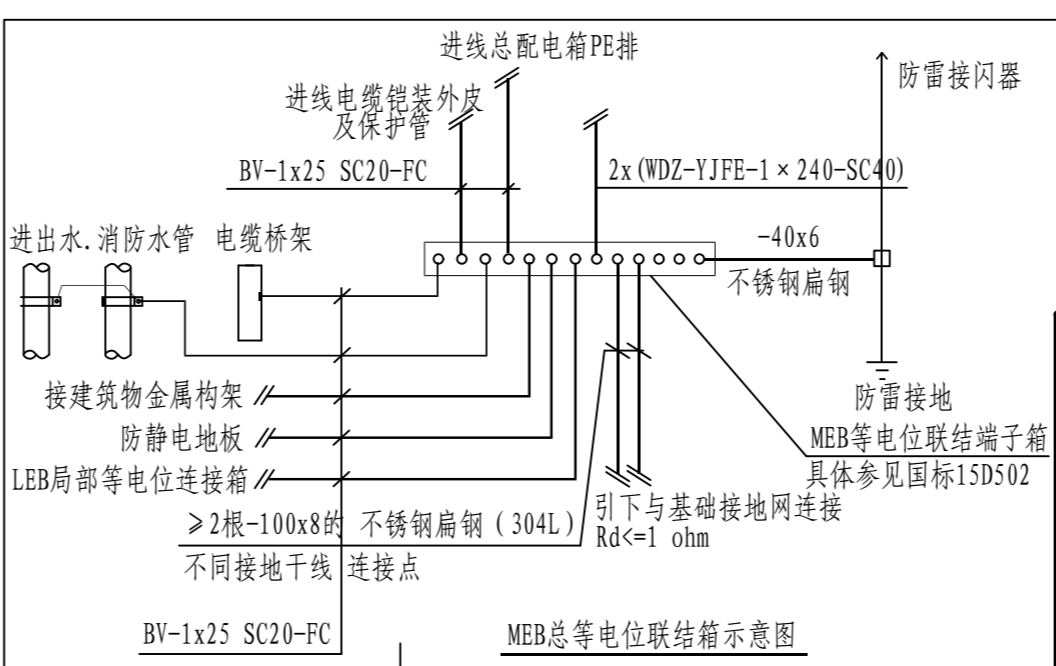 进线总配电箱PE排
防雷接闪器
进线电缆铠装外皮
及保护管
BV-1x25 SC20-FC
2x(WDZ-YJFE-1×240-SC40)
进出水.消防水管 电缆桥架
-40x6
不锈钢扁钢
接建筑物金属构架
防雷接地
防静电地板
MEB等电位联结端子箱
LEB局部等电位连接箱
具体参见国标15D502
≥2根-100x8的 不锈钢扁钢（304L）
引下与基础接地网连接
Rd<=1 ohm
不同接地干线 连接点
BV-1x25 SC20-FC
MEB总等电位联结箱示意图